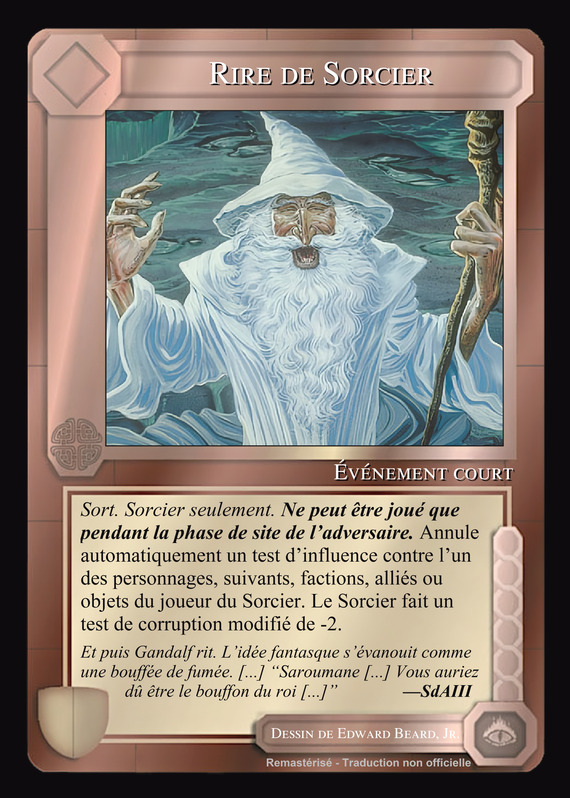 Rire de Sorcier
Événement court
Sort. Sorcier seulement. Ne peut être joué que
pendant la phase de site de l’adversaire. Annule
automatiquement un test d’influence contre l’un
des personnages, suivants, factions, alliés ou
objets du joueur du Sorcier. Le Sorcier fait un
test de corruption modifié de -2.
Et puis Gandalf rit. L’idée fantasque s’évanouit comme
une bouffée de fumée. [...] “Saroumane [...] Vous auriez
dû être le bouffon du roi [...]” —SdAIII
Dessin de Edward Beard, Jr.
Remastérisé - Traduction non officielle